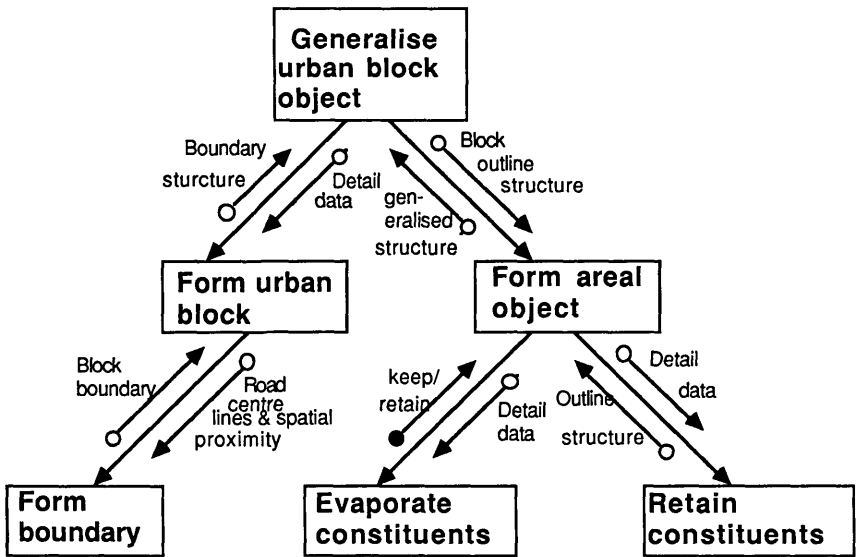 Generalise
urban block
object
Boundary
sturcture
Detail
data
gen-
eralised
structure
Block
outline
structure
Form urban
block
Form areal
object
Block
boundary
Road
centre
lines & spatial
proximity
keep/
retain
Detail
data
Outline
structure
Detail
data
Form
boundary
Evaporate
constituents
Retain
constituents